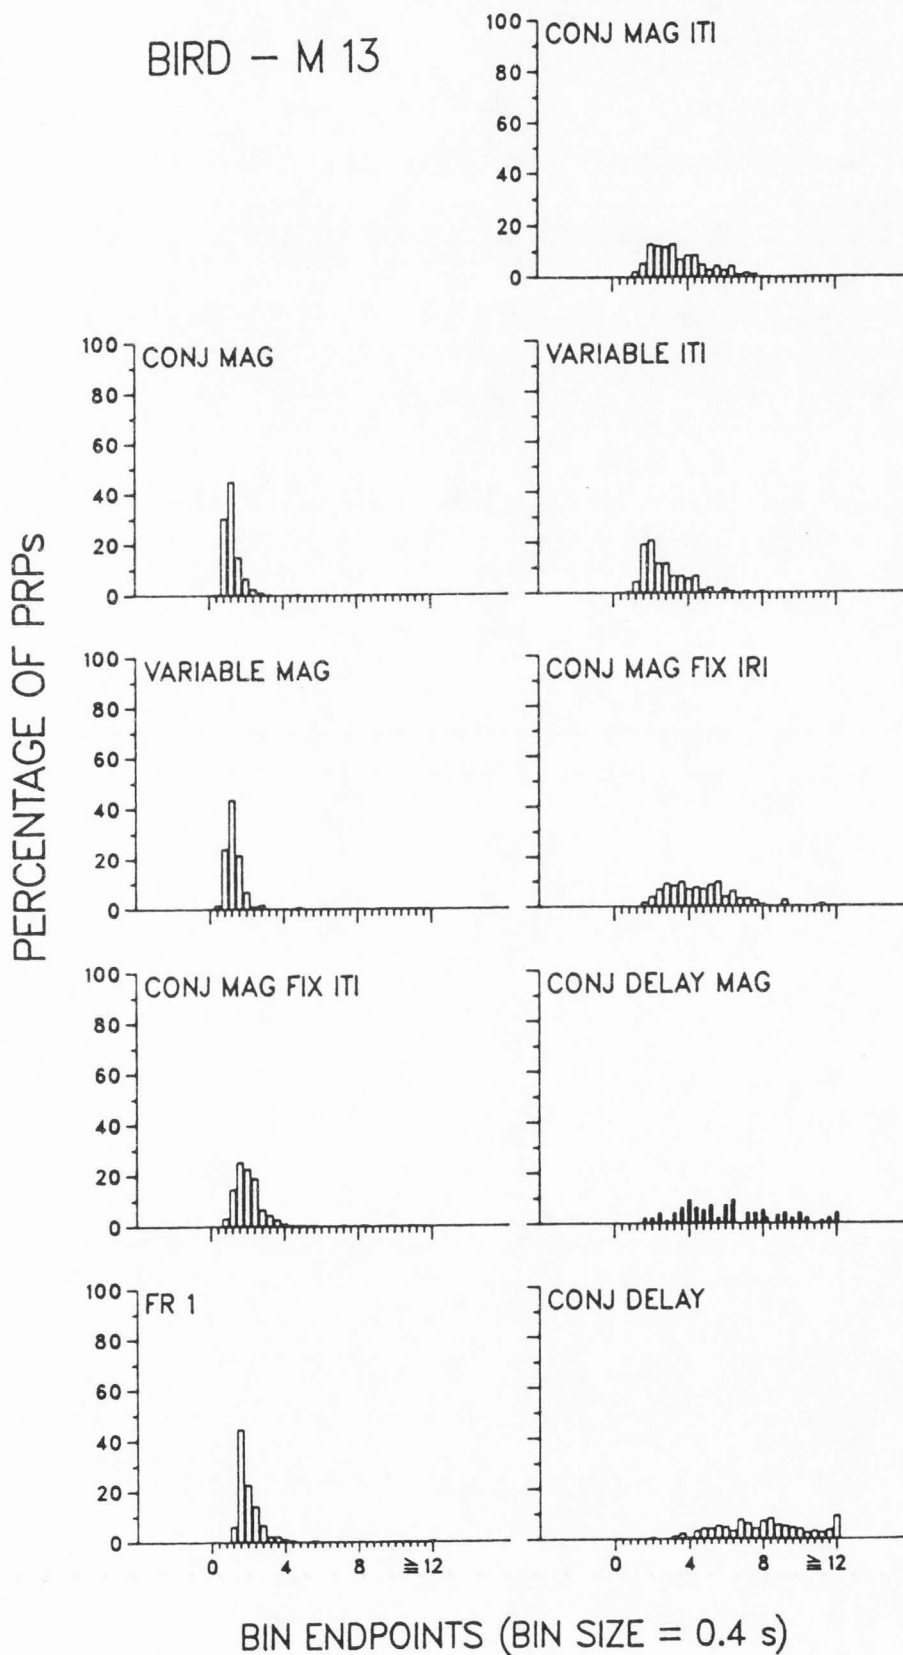 BIRD – M 13
CONJ MAG ITI
100
80
60
40
20
0
CONJ MAG
100
80
60
40
20
0
VARIABLE ITI
VARIABLE MAG
100
80
60
40
20
0
CONJ MAG FIX IRI
CONJ MAG FIX ITI
100
80
60
40
20
0
CONJ DELAY MAG
FR 1
100
80
60
40
20
0
0 4 8 ≧12
CONJ DELAY
0 4 8 ≧12
PERCENTAGE OF PRPs
BIN ENDPOINTS (BIN SIZE = 0.4 s)